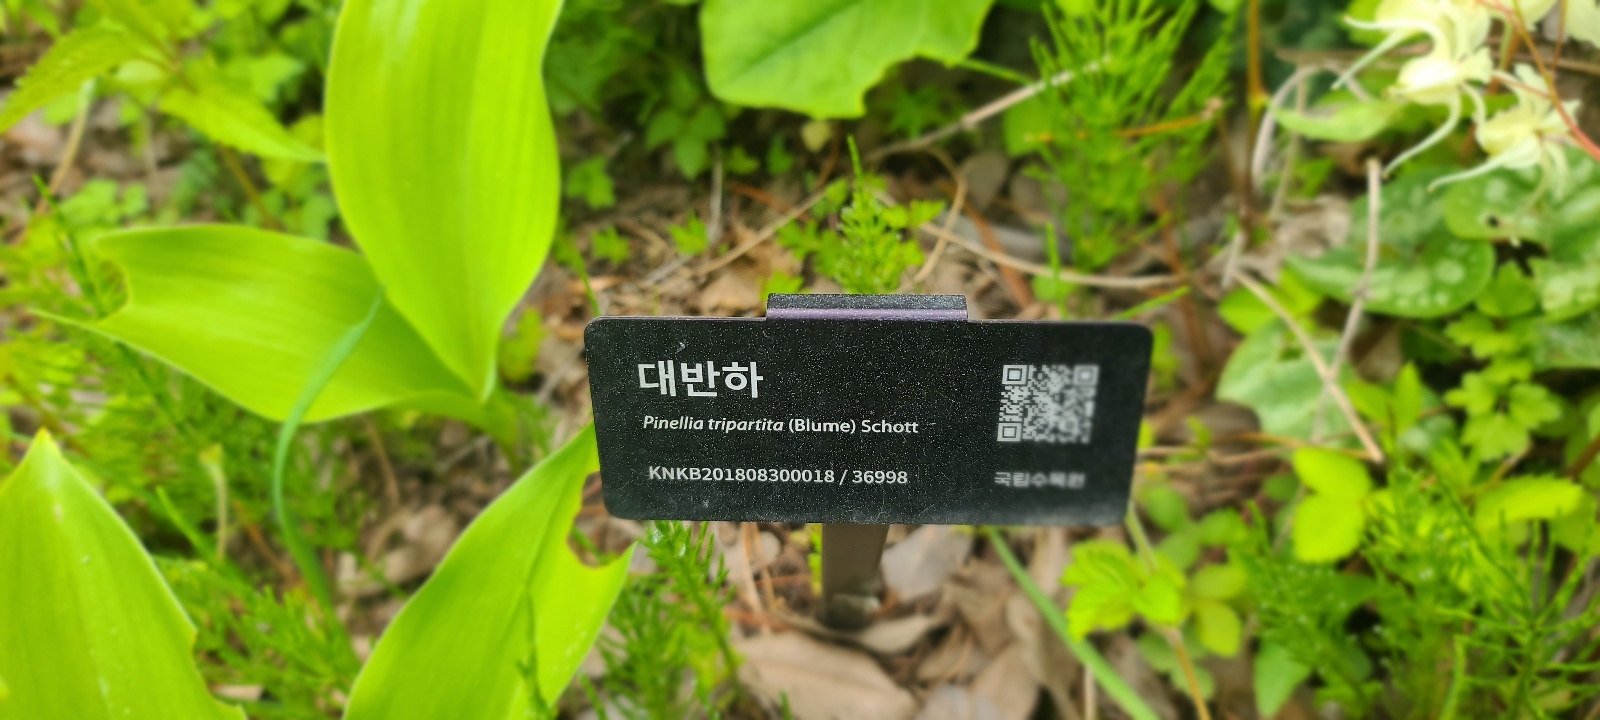 대반하
Pinellia tripartita (Blume) Schott
KNKB201808300018 / 36998
국립수목원